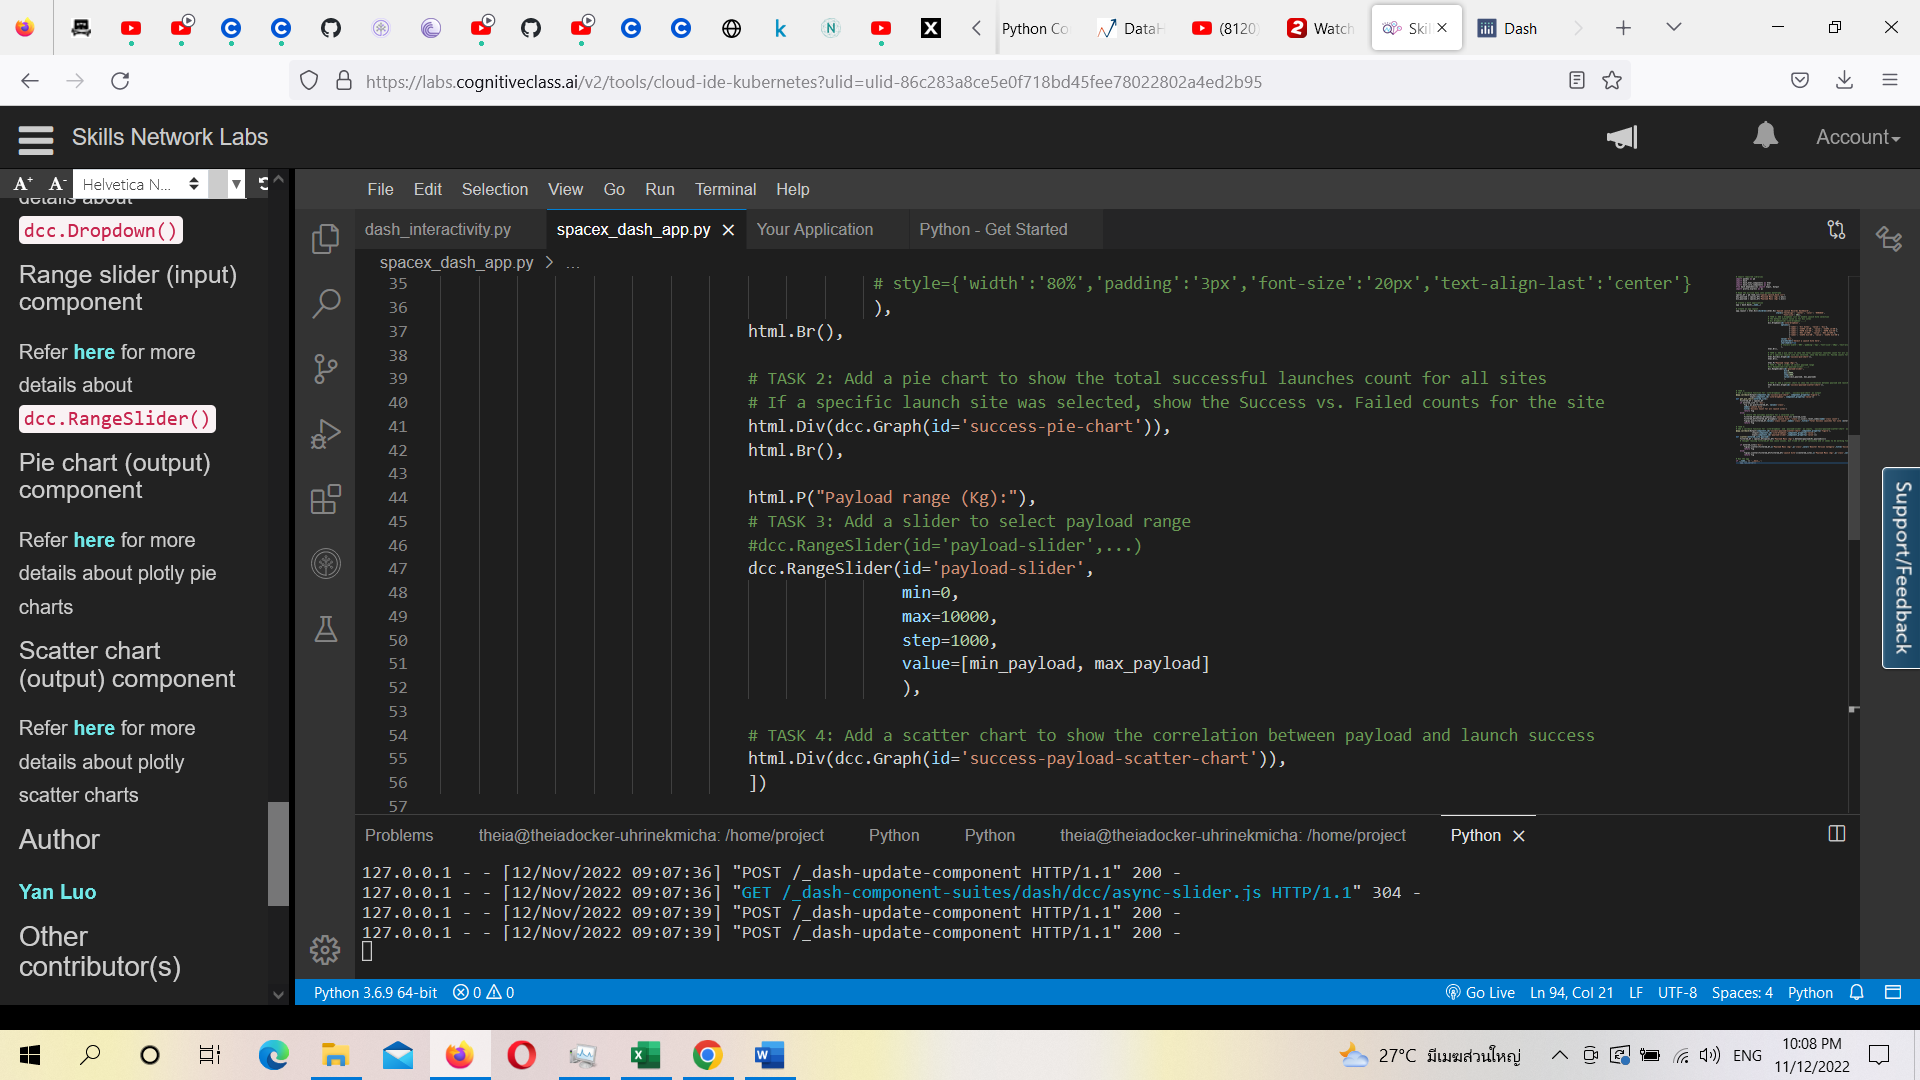 Python Co
DataH
(8120)
Watch
Skil
Dash
https://labs.cognitiveclass.ai/v2/tools/cloud-ide-kubernetes?ulid=ulid-86c283a8ce5e0f718bd45fee78022802a4ed2b95
Skills Network Labs
Account
A+ A- Helvetica N...
File Edit Selection View Go Run Terminal Help
details about
dcc.Dropdown()
Range slider (input)
component
Refer here for more
details about
dcc.RangeSlider()
Pie chart (output)
component
Refer here for more
details about plotly pie
charts
Scatter chart
(output) component
Refer here for more
details about plotly
scatter charts
Author
Yan Luo
Other
contributor(s)
dash_interactivity.py spacex_dash_app.py Your Application Python - Get Started
spacex_dash_app.py > ...
35 # style={'width':'80%','padding':'3px','font-size':'20px','text-align-last':'center'}
36 ),
37 html.Br(),
38
39 # TASK 2: Add a pie chart to show the total successful launches count for all sites
40 # If a specific launch site was selected, show the Success vs. Failed counts for the site
41 html.Div(dcc.Graph(id='success-pie-chart')),
42 html.Br(),
43
44 html.P("Payload range (Kg):"),
45 # TASK 3: Add a slider to select payload range
46 #dcc.RangeSlider(id='payload-slider',...)
47 dcc.RangeSlider(id='payload-slider',
48 min=0,
49 max=10000,
50 step=1000,
51 value=[min_payload, max_payload]
52 ),
53
54 # TASK 4: Add a scatter chart to show the correlation between payload and launch success
55 html.Div(dcc.Graph(id='success-payload-scatter-chart')),
56 ])
57
Support/Feedback
Problems theia@theiadocker-uhrinekmicha: /home/project Python Python theia@theiadocker-uhrinekmicha: /home/project Python
127.0.0.1 - - [12/Nov/2022 09:07:36] "POST /_dash-update-component HTTP/1.1" 200 -
127.0.0.1 - - [12/Nov/2022 09:07:36] "GET /_dash-component-suites/dash/dcc/async-slider.js HTTP/1.1" 304 -
127.0.0.1 - - [12/Nov/2022 09:07:39] "POST /_dash-update-component HTTP/1.1" 200 -
127.0.0.1 - - [12/Nov/2022 09:07:39] "POST /_dash-update-component HTTP/1.1" 200 -
Python 3.6.9 64-bit 0 0 Go Live Ln 94, Col 21 LF UTF-8 Spaces: 4 Python
27°C มีเมฆส่วนใหญ่ ENG
10:08 PM
11/12/2022